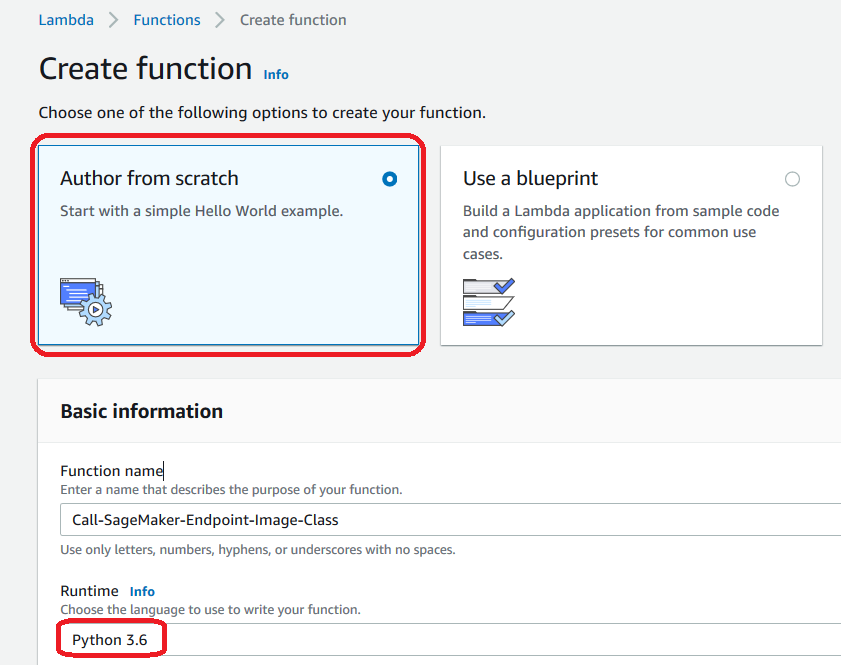 Lambda > Functions > Create function
Create function Info
Choose one of the following options to create your function.
Author from scratch
Start with a simple Hello World example.
Use a blueprint
Build a Lambda application from sample code
and configuration presets for common use
cases.
Basic information
Function name
Enter a name that describes the purpose of your function.
Call-SageMaker-Endpoint-Image-Class
Use only letters, numbers, hyphens, or underscores with no spaces.
Runtime Info
Choose the language to use to write your function.
Python 3.6